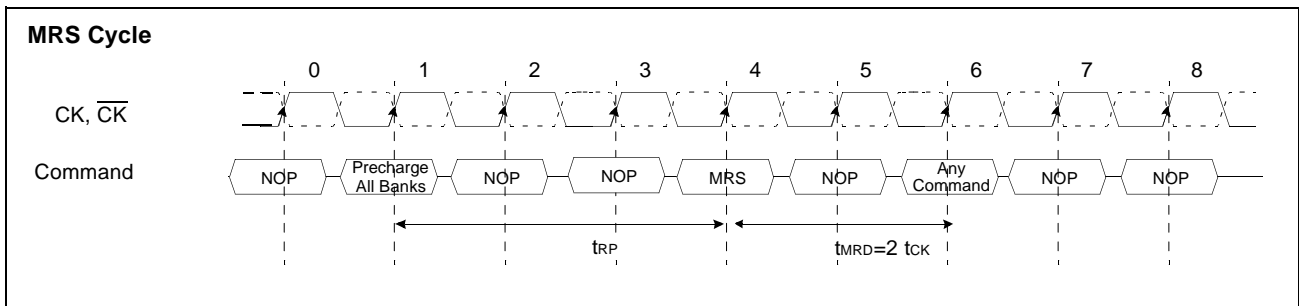 MRS Cycle
0 1 2 3 4 5 6 7 8
CK, C̅K̅
Command
NOP Precharge All Banks NOP NOP MRS NOP Any Command NOP NOP
tRP tMRD=2 tCK